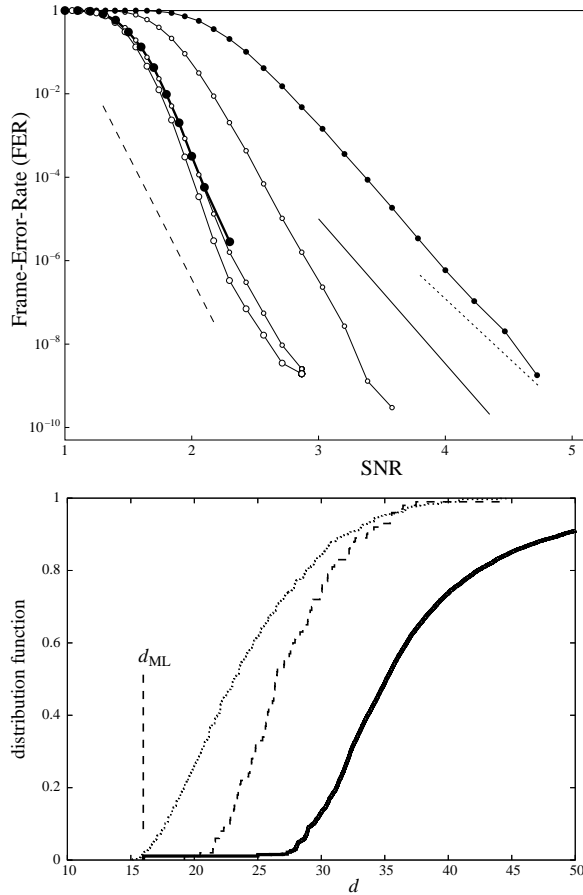 1
10⁻²
10⁻⁴
10⁻⁶
10⁻⁸
10⁻¹⁰
Frame-Error-Rate (FER)
1 2 3 4 5
SNR
1
0.8
0.6
0.4
0.2
0
distribution function
d_ML
10 15 20 25 30 35 40 45 50
d